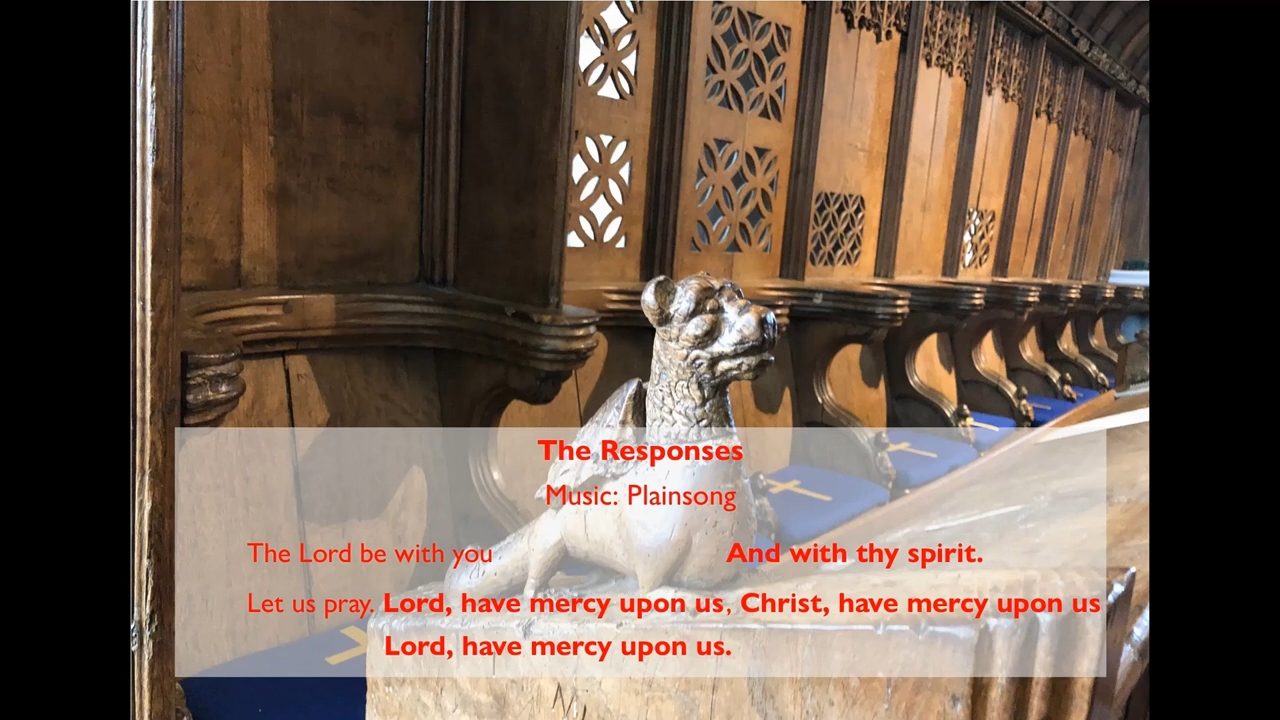 The Responses
Music: Plainsong
The Lord be with you And with thy spirit.
Let us pray. Lord, have mercy upon us, Christ, have mercy upon us
Lord, have mercy upon us.